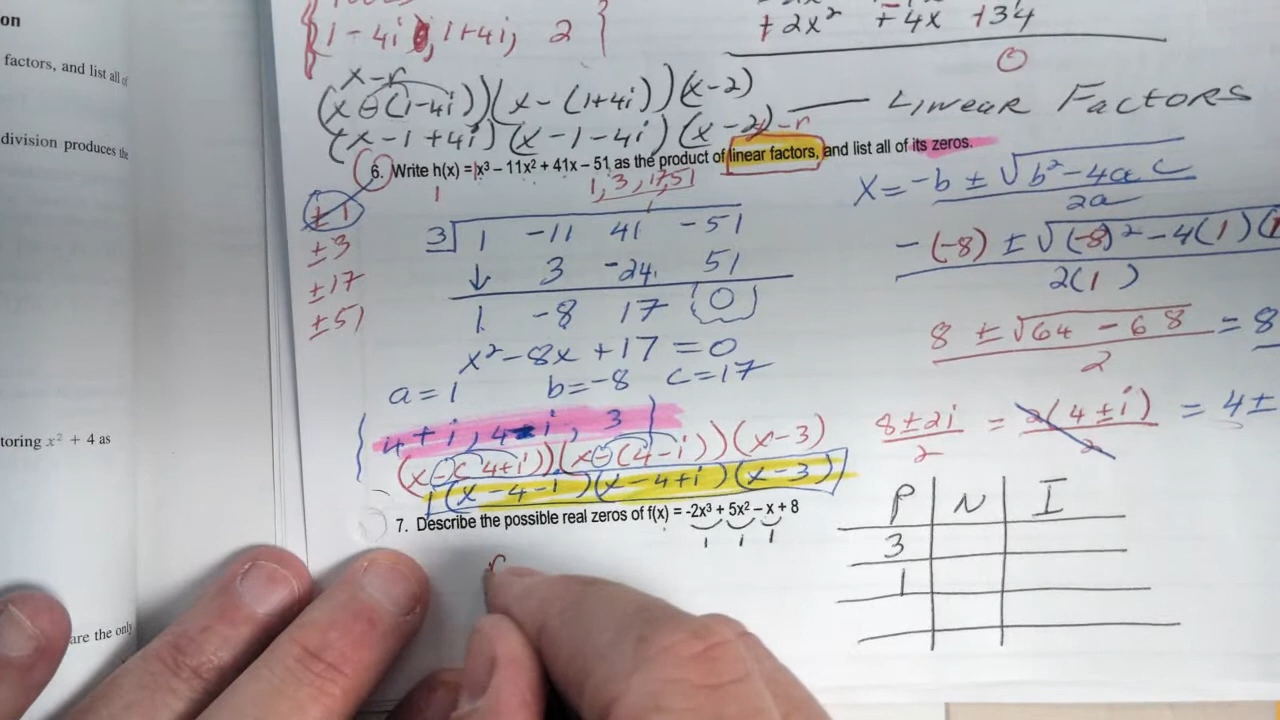 on
factors, and list all of
division produces the
toring x² + 4 as
are the only
{1-4i, 1+4i, 2}
+2x² +4x +34
0
x-r
(x-(1-4i))(x-(1+4i))(x-2)
(x-1+4i)(x-1-4i)(x-2) — Linear Factors
x-r
6. Write h(x) = x³ – 11x² + 41x – 51 as the product of linear factors, and list all of its zeros.
1
1, 3, 17, 51
1
±1
±3
±17
±51
3 1 -11 41 -51
↓ 3 -24 51
1 -8 17 0
x²-8x+17=0
a=1 b=-8 c=17
{4+i, 4-i, 3}
(x-(4+i))(x-(4-i))(x-3)
1(x-4-i)(x-4+i)(x-3)
x = -b ± √b²-4ac
2a
-(-8) ± √(-8)²-4(1)(1
2(1)
8 ± √64-68 = 8
2
8±2i = 2(4±i) = 4±
2 2
7. Describe the possible real zeros of f(x) = -2x³ + 5x² – x + 8
1 1 1
P N I
3
1